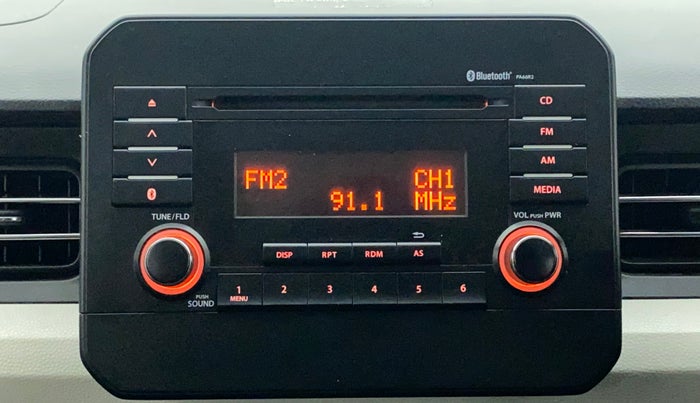 Bluetooth® PA66R2
CD
FM
AM
MEDIA
FM2 CH1
91.1 MHz
TUNE/FLD
VOL PUSH PWR
DISP RPT RDM AS
1 2 3 4 5 6
MENU
PUSH
SOUND